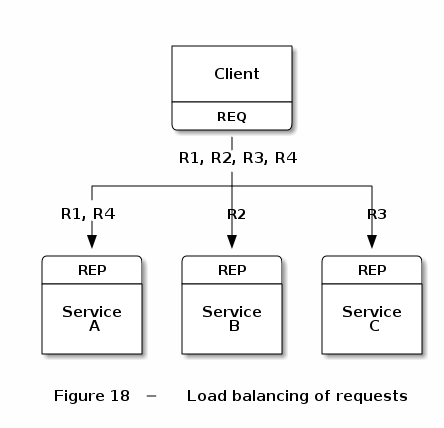 Client
REQ
R1, R2, R3, R4
R1, R4 R2 R3
REP REP REP
Service Service Service
A B C
Figure 18 – Load balancing of requests